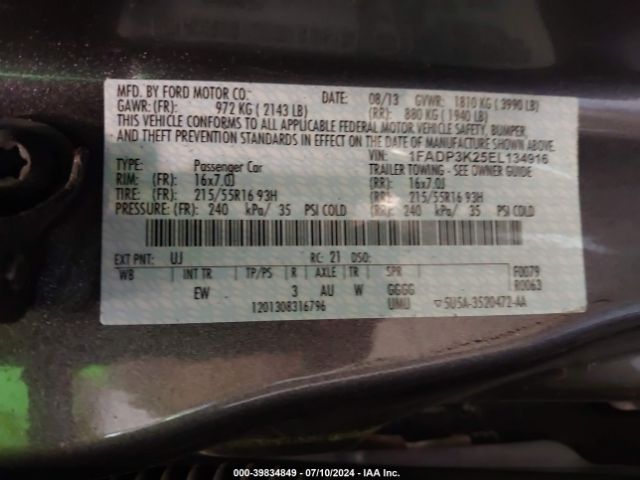 MFD. BY FORD MOTOR CO. DATE: 08/13 GVWR: 1810 KG ( 3990 LB)
GAWR: (FR): 972 KG ( 2143 LB) (RR): 880 KG ( 1940 LB)
THIS VEHICLE CONFORMS TO ALL APPLICABLE FEDERAL MOTOR VEHICLE SAFETY, BUMPER,
AND THEFT PREVENTION STANDARDS IN EFFECT ON THE DATE OF MANUFACTURE SHOWN ABOVE.
VIN: 1FADP3K25EL134916
TYPE: Passenger Car TRAILER TOWING - SEE OWNER GUIDE
RIM: (FR): 16x7.0J (RR): 16x7.0J
TIRE: (FR): 215/55R16 93H (RR): 215/55R16 93H
PRESSURE: (FR): 240 kPa/ 35 PSI COLD (RR): 240 kPa/ 35 PSI COLD
EXT PNT: UJ RC: 21 DSO:
WB INT TR TP/PS R AXLE TR SPR F0079
EW 3 AU W GGGG R0063
1201308316796 UMU 5U5A-3520472-AA
000-39834849 - 07/10/2024 - IAA Inc.